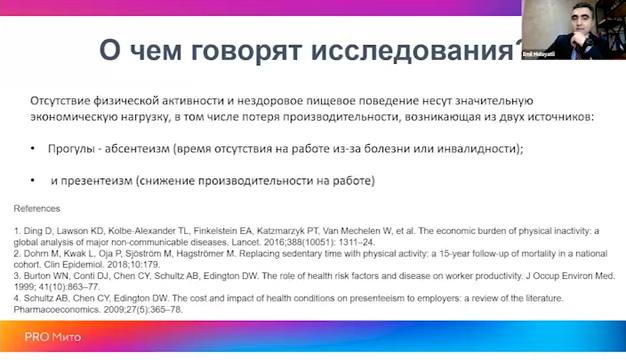 О чем говорят исследования?
Emil Hidayatli
Отсутствие физической активности и нездоровое пищевое поведение несут значительную
экономическую нагрузку, в том числе потеря производительности, возникающая из двух источников:
• Прогулы - абсентеизм (время отсутствия на работе из-за болезни или инвалидности);
• и презентеизм (снижение производительности на работе)
References
1. Ding D, Lawson KD, Kolbe-Alexander TL, Finkelstein EA, Katzmarzyk PT, Van Mechelen W, et al. The economic burden of physical inactivity: a
global analysis of major non-communicable diseases. Lancet. 2016;388(10051): 1311–24.
2. Dohrn M, Kwak L, Oja P, Sjöström M, Hagströmer M. Replacing sedentary time with physical activity: a 15-year follow-up of mortality in a national
cohort. Clin Epidemiol. 2018;10:179.
3. Burton WN, Conti DJ, Chen CY, Schultz AB, Edington DW. The role of health risk factors and disease on worker productivity. J Occup Environ Med.
1999; 41(10):863–77.
4. Schultz AB, Chen CY, Edington DW. The cost and impact of health conditions on presenteeism to employers: a review of the literature.
Pharmacoeconomics. 2009;27(5):365–78.
PRO Мито